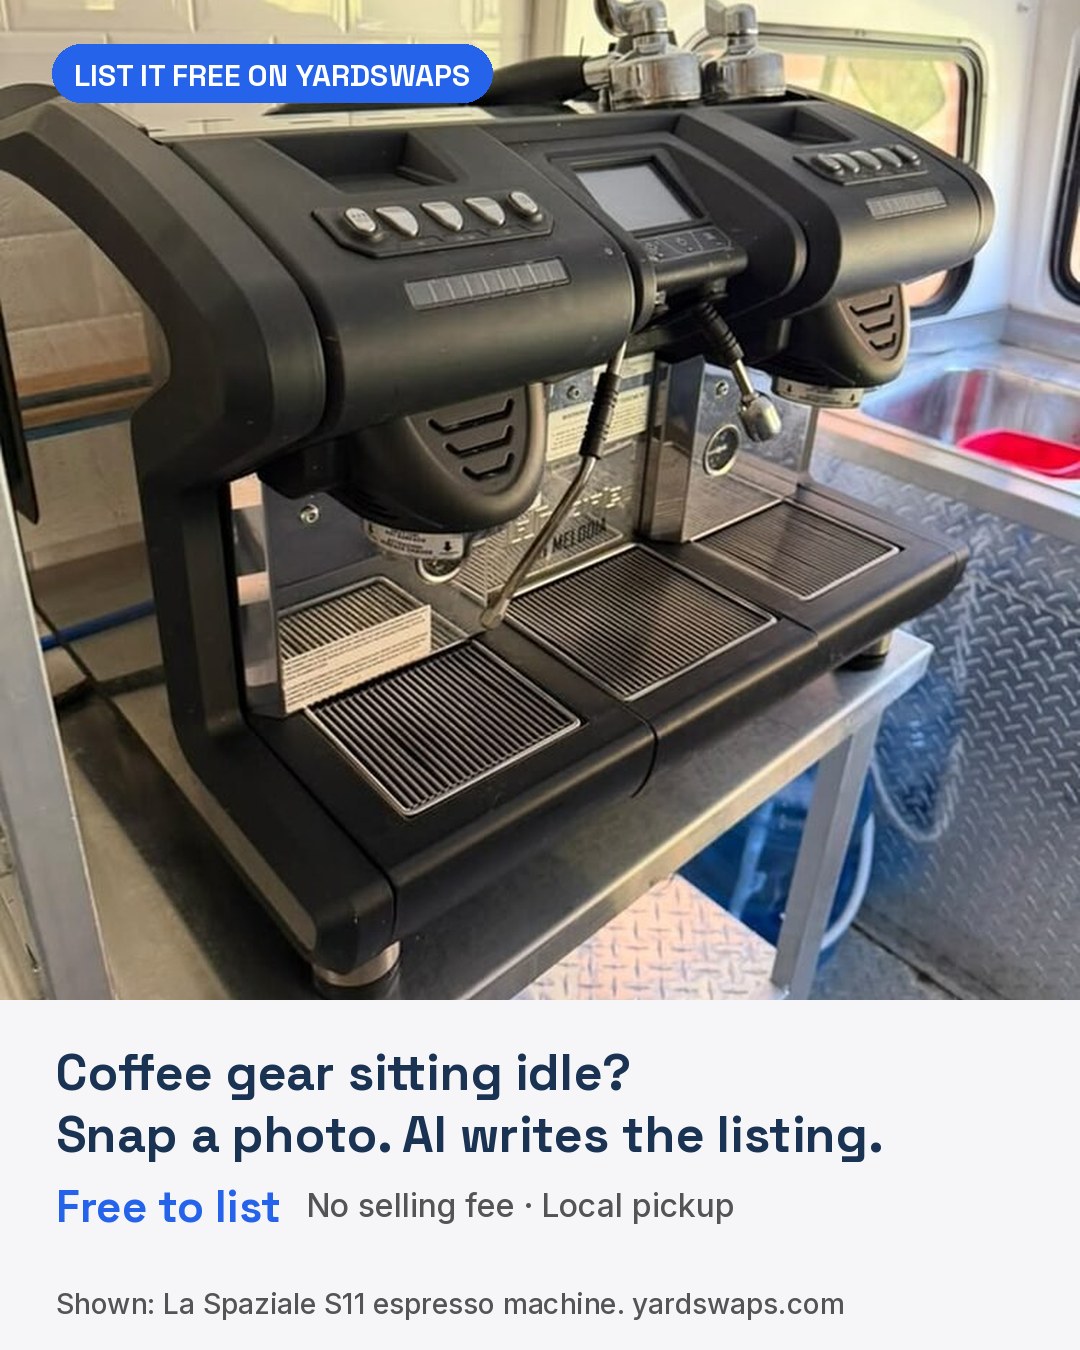 LIST IT FREE ON YARDSWAPS
MELODIA
Coffee gear sitting idle?
Snap a photo. AI writes the listing.
Free to list No selling fee · Local pickup
Shown: La Spaziale S11 espresso machine. yardswaps.com